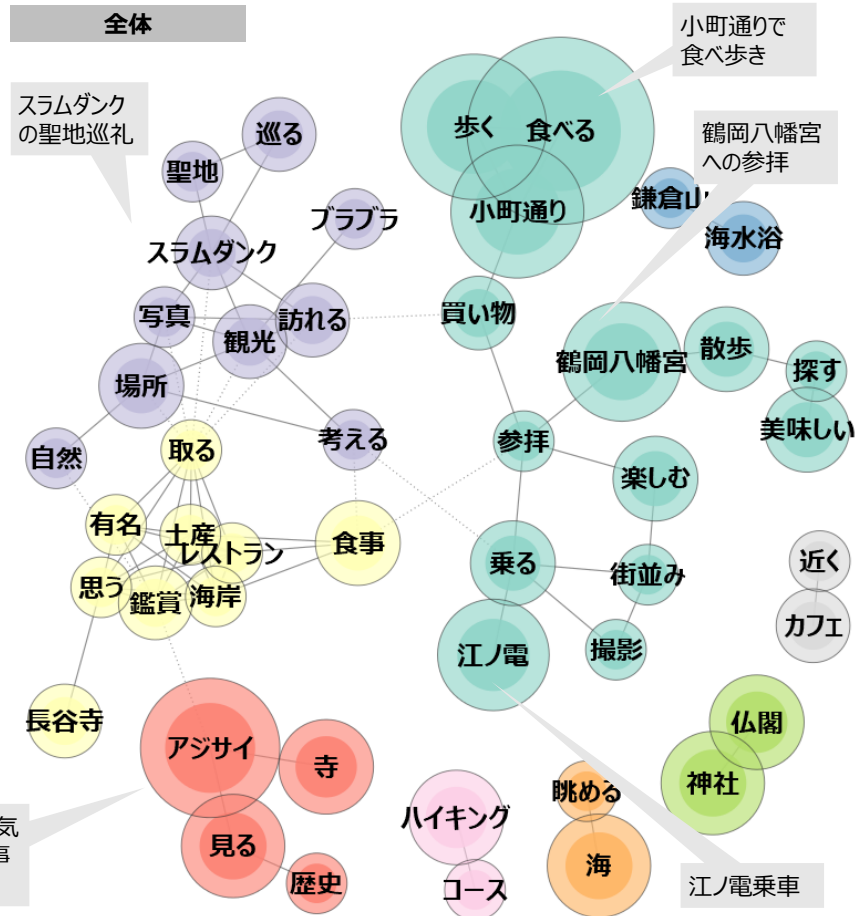 全体
小町通りで
食べ歩き
スラムダンク
の聖地巡礼
鶴岡八幡宮
への参拝
巡る
聖地
歩く
食べる
小町通り
鎌倉山
海水浴
ブラブラ
スラムダンク
写真
観光
訪れる
買い物
場所
鶴岡八幡宮
散歩
探す
美味しい
自然
取る
考える
参拝
楽しむ
有名
土産
レストラン
食事
思う
鑑賞
海岸
乗る
街並み
近く
カフェ
江ノ電
撮影
長谷寺
アジサイ
寺
仏閣
神社
気
事
見る
歴史
ハイキング
コース
眺める
海
江ノ電乗車